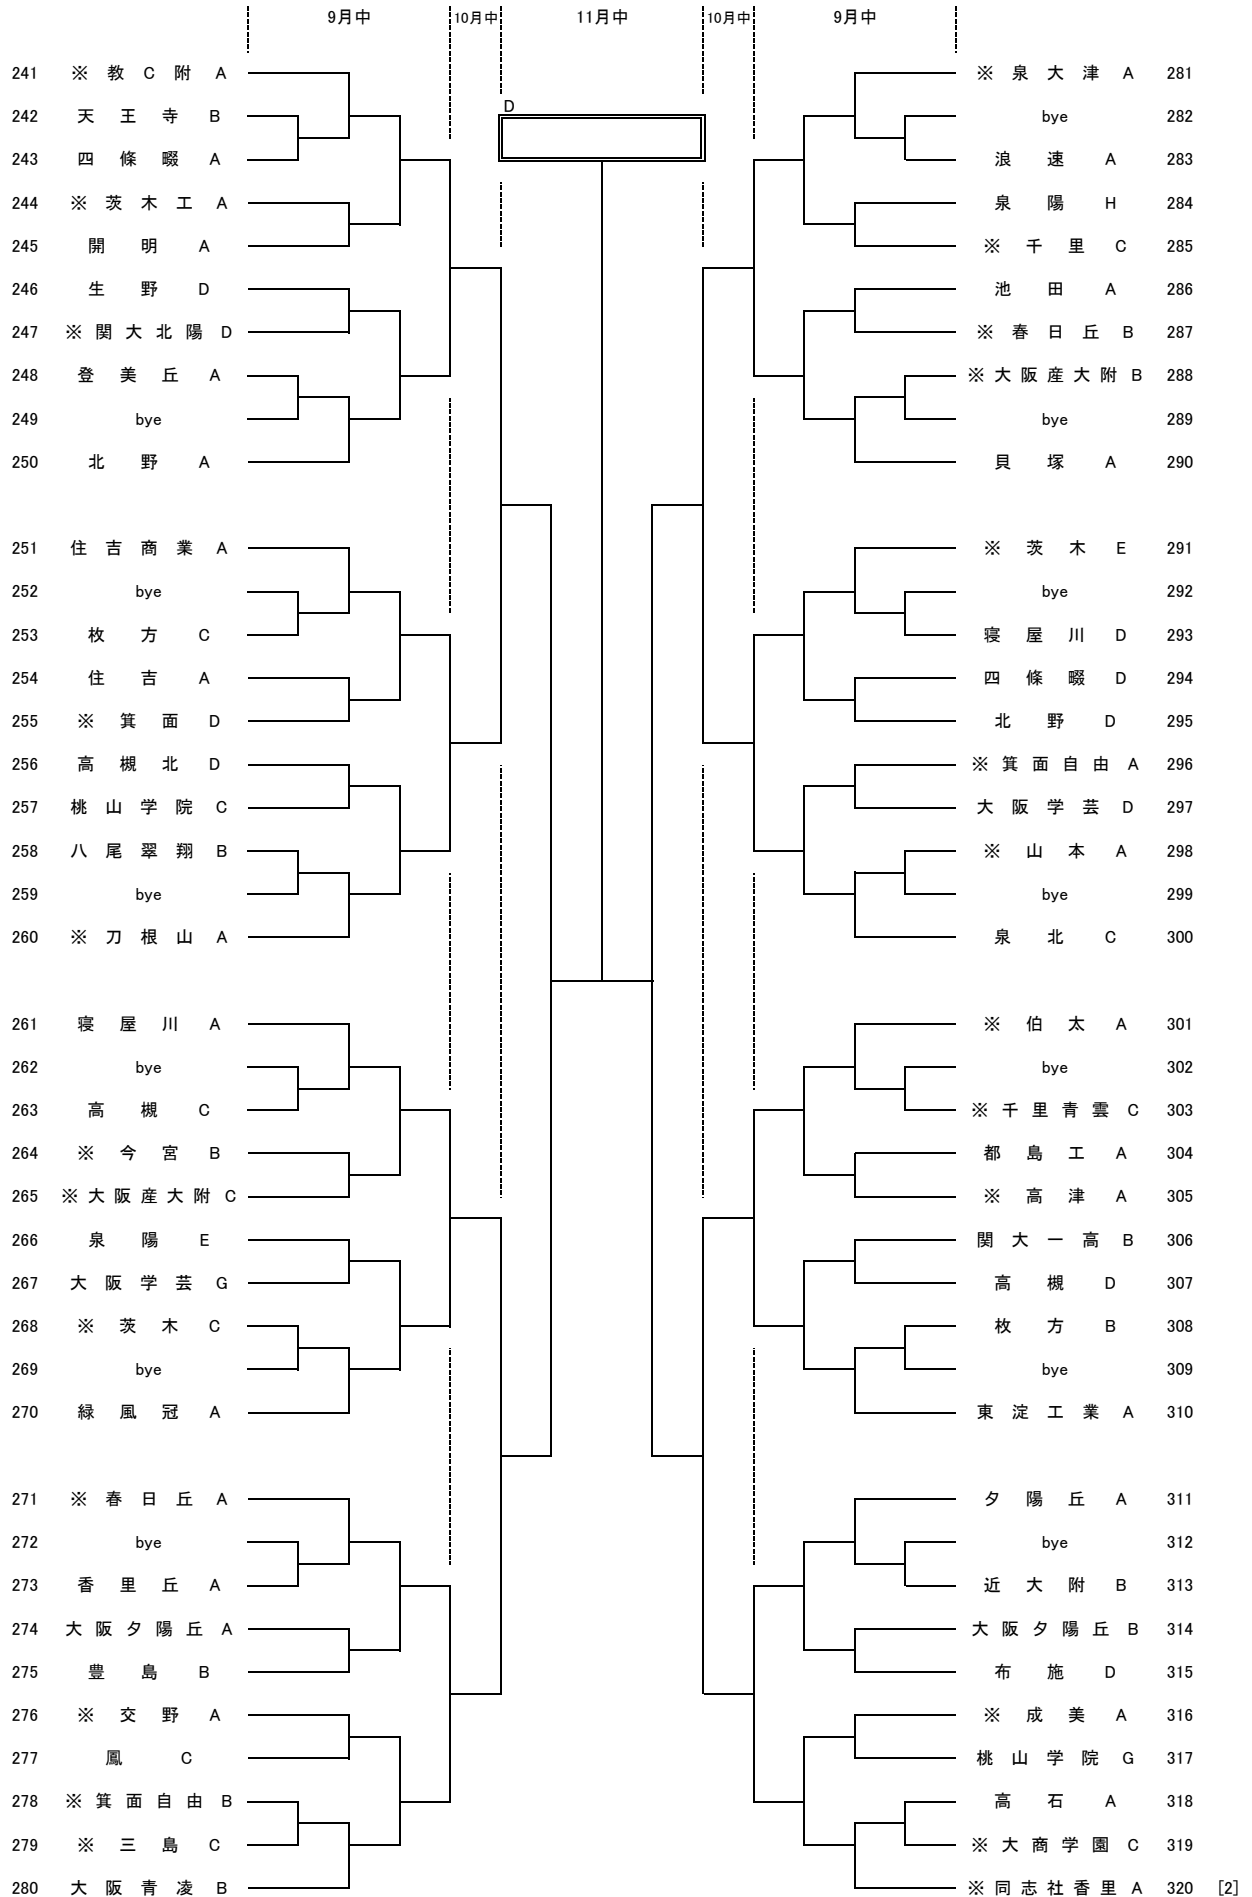 9月中 10月中 11月中 10月中 9月中
241 ※ 教 C 附 A ※ 泉 大 津 A 281
D
242 天 王 寺 B bye 282
243 四 條 畷 A 浪 速 A 283
244 ※ 茨 木 工 A 泉 陽 H 284
245 開 明 A ※ 千 里 C 285
246 生 野 D 池 田 A 286
247 ※ 関 大 北 陽 D ※ 春 日 丘 B 287
248 登 美 丘 A ※ 大 阪 産 大 附 B 288
249 bye bye 289
250 北 野 A 貝 塚 A 290
251 住 吉 商 業 A ※ 茨 木 E 291
252 bye bye 292
253 枚 方 C 寝 屋 川 D 293
254 住 吉 A 四 條 畷 D 294
255 ※ 箕 面 D 北 野 D 295
256 高 槻 北 D ※ 箕 面 自 由 A 296
257 桃 山 学 院 C 大 阪 学 芸 D 297
258 八 尾 翠 翔 B ※ 山 本 A 298
259 bye bye 299
260 ※ 刀 根 山 A 泉 北 C 300
261 寝 屋 川 A ※ 伯 太 A 301
262 bye bye 302
263 高 槻 C ※ 千 里 青 雲 C 303
264 ※ 今 宮 B 都 島 工 A 304
265 ※ 大 阪 産 大 附 C ※ 高 津 A 305
266 泉 陽 E 関 大 一 高 B 306
267 大 阪 学 芸 G 高 槻 D 307
268 ※ 茨 木 C 枚 方 B 308
269 bye bye 309
270 緑 風 冠 A 東 淀 工 業 A 310
271 ※ 春 日 丘 A 夕 陽 丘 A 311
272 bye bye 312
273 香 里 丘 A 近 大 附 B 313
274 大 阪 夕 陽 丘 A 大 阪 夕 陽 丘 B 314
275 豊 島 B 布 施 D 315
276 ※ 交 野 A ※ 成 美 A 316
277 鳳 C 桃 山 学 院 G 317
278 ※ 箕 面 自 由 B 高 石 A 318
279 ※ 三 島 C ※ 大 商 学 園 C 319
280 大 阪 青 凌 B ※ 同 志 社 香 里 A 320 [2]